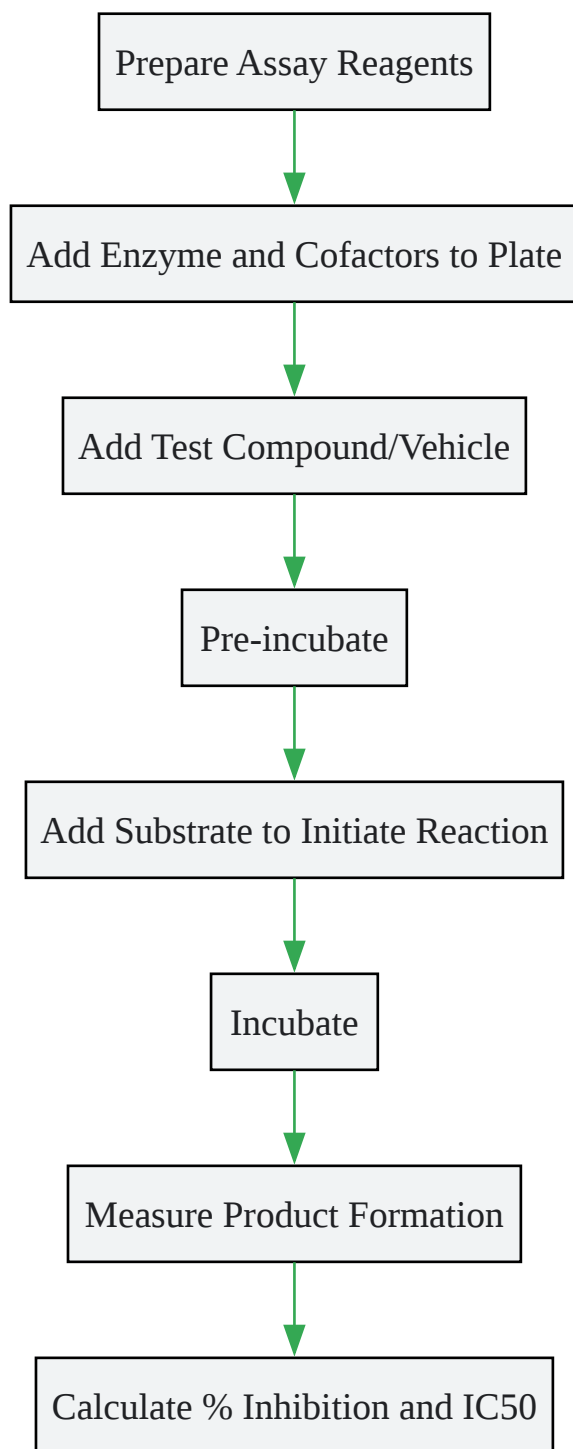 Prepare Assay Reagents
Add Enzyme and Cofactors to Plate
Add Test Compound/Vehicle
Pre-incubate
Add Substrate to Initiate Reaction
Incubate
Measure Product Formation
Calculate % Inhibition and IC50